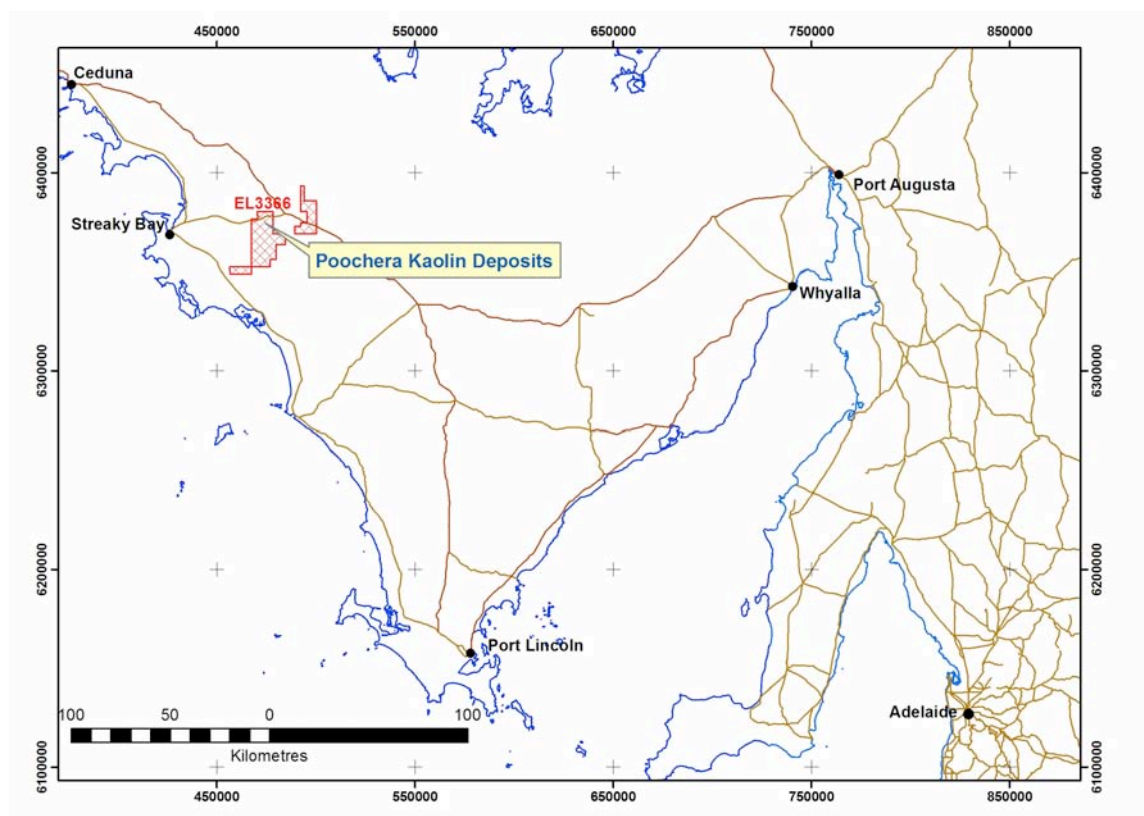 450000 550000 650000 750000 850000
Ceduna
6400000 6400000
Port Augusta
EL3366
Streaky Bay
Poochera Kaolin Deposits
Whyalla
6300000 6300000
6200000 6200000
Port Lincoln
100 50 0 100
Adelaide
Kilometres
6100000 6100000
450000 550000 650000 750000 850000